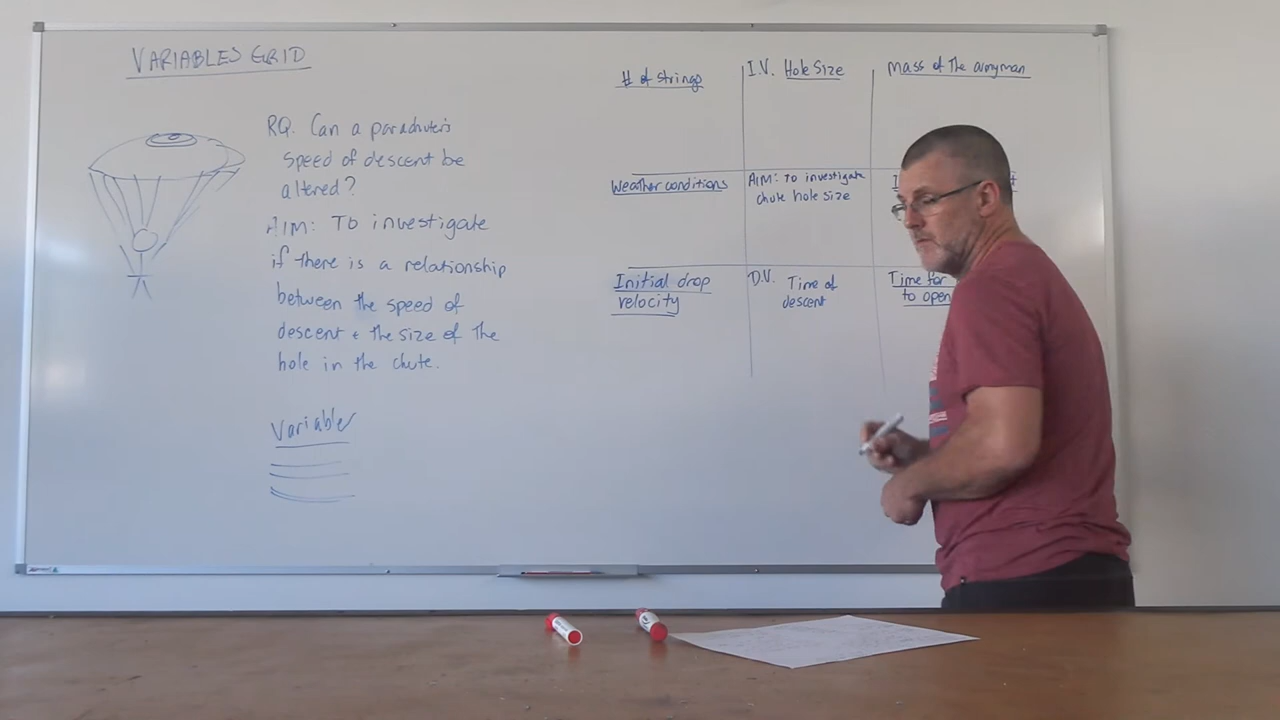 VARIABLES GRID
RQ. Can a parachute's
speed of descent be
altered?
AIM: To investigate
if there is a relationship
between the speed of
descent + the size of the
hole in the chute.
Variables
# of strings
I.V. Hole Size
Mass of The armyman
Weather conditions
AIM: To investigate
chute hole size
Initial drop
velocity
D.V. Time of
descent
Time for
to open